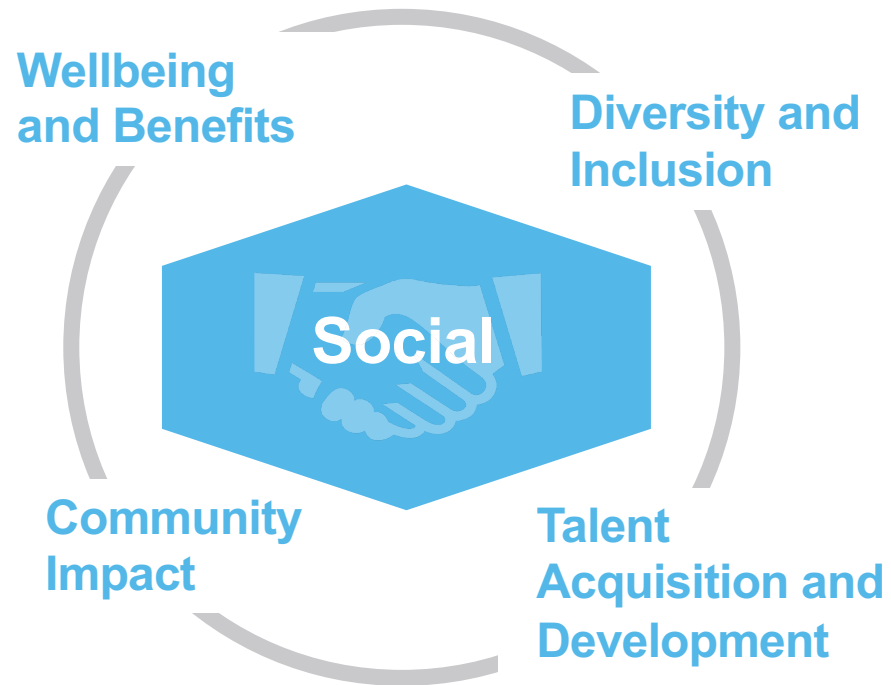 Wellbeing
and Benefits
Diversity and
Inclusion
Social
Community
Impact
Talent
Acquisition and
Development